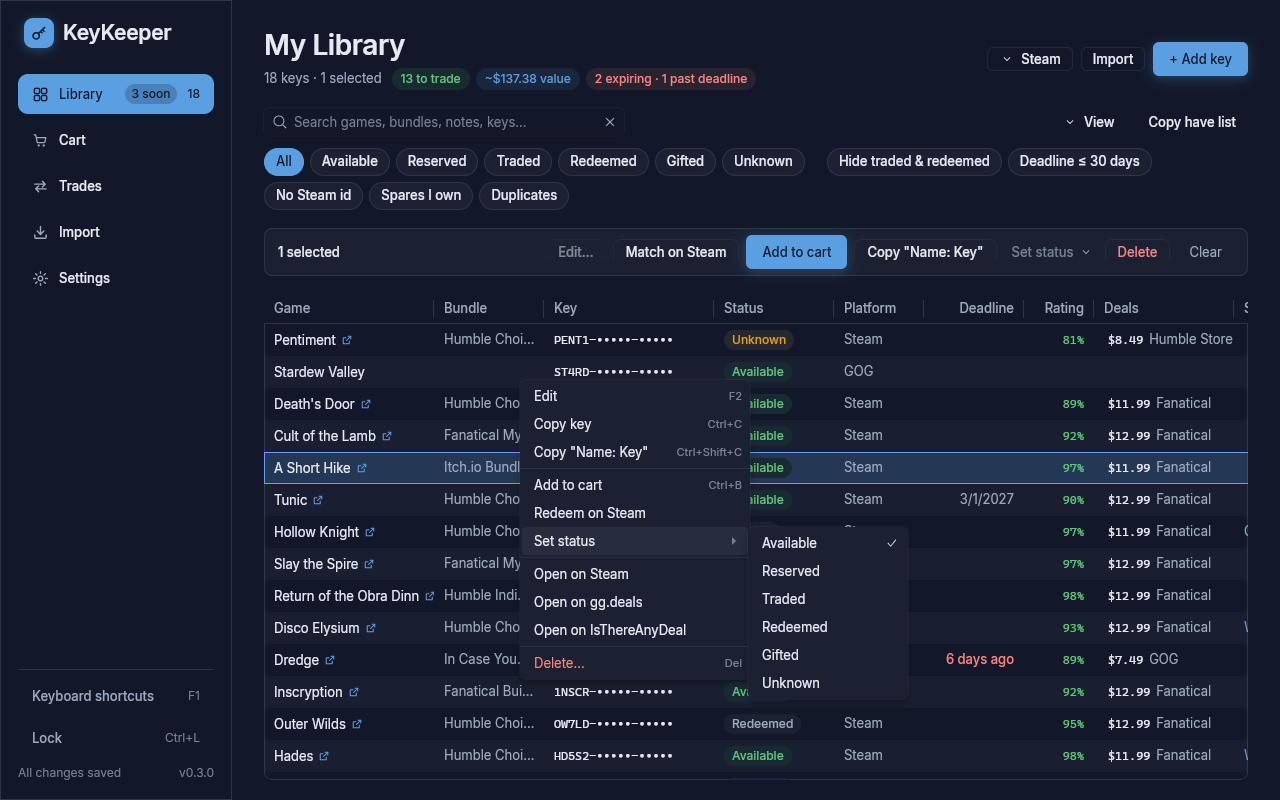 KeyKeeper
Library 3 soon 18
Cart
Trades
Import
Settings
Keyboard shortcuts F1
Lock Ctrl+L
All changes saved v0.3.0
My Library
18 keys · 1 selected 13 to trade ~$137.38 value 2 expiring · 1 past deadline
Steam Import + Add key
Search games, bundles, notes, keys...
View Copy have list
All Available Reserved Traded Redeemed Gifted Unknown Hide traded & redeemed Deadline ≤ 30 days
No Steam id Spares I own Duplicates
1 selected Edit... Match on Steam Add to cart Copy "Name: Key" Set status Delete Clear
Game Bundle Key Status Platform Deadline Rating Deals
Pentiment Humble Choi... PENT1-•••••-••••• Unknown Steam 81% $8.49 Humble Store
Stardew Valley ST4RD-•••••-••••• Available GOG
Death's Door Humble Cho ailable Steam 89% $11.99 Fanatical
Cult of the Lamb Fanatical My ailable Steam 92% $12.99 Fanatical
A Short Hike Itch.io Bundl ailable Steam 97% $11.99 Fanatical
Tunic Humble Cho ailable Steam 3/1/2027 90% $12.99 Fanatical
Hollow Knight Humble Cho 97% $11.99 Fanatical
Slay the Spire Fanatical My 97% $12.99 Fanatical
Return of the Obra Dinn Humble Indi. 98% $12.99 Fanatical
Disco Elysium Humble Cho 93% $12.99 Fanatical
Dredge In Case You. 6 days ago 89% $7.49 GOG
Inscryption Fanatical Bui... 1NSCR-•••••-••••• Ava 92% $12.99 Fanatical
Outer Wilds Humble Choi... OW7LD-•••••-••••• Redeemed Steam 95% $12.99 Fanatical
Hades Humble Choi... HD5S2-•••••-••••• Available Steam 98% $11.99 Fanatical
Edit F2
Copy key Ctrl+C
Copy "Name: Key" Ctrl+Shift+C
Add to cart Ctrl+B
Redeem on Steam
Set status
Open on Steam
Open on gg.deals
Open on IsThereAnyDeal
Delete... Del
Available
Reserved
Traded
Redeemed
Gifted
Unknown